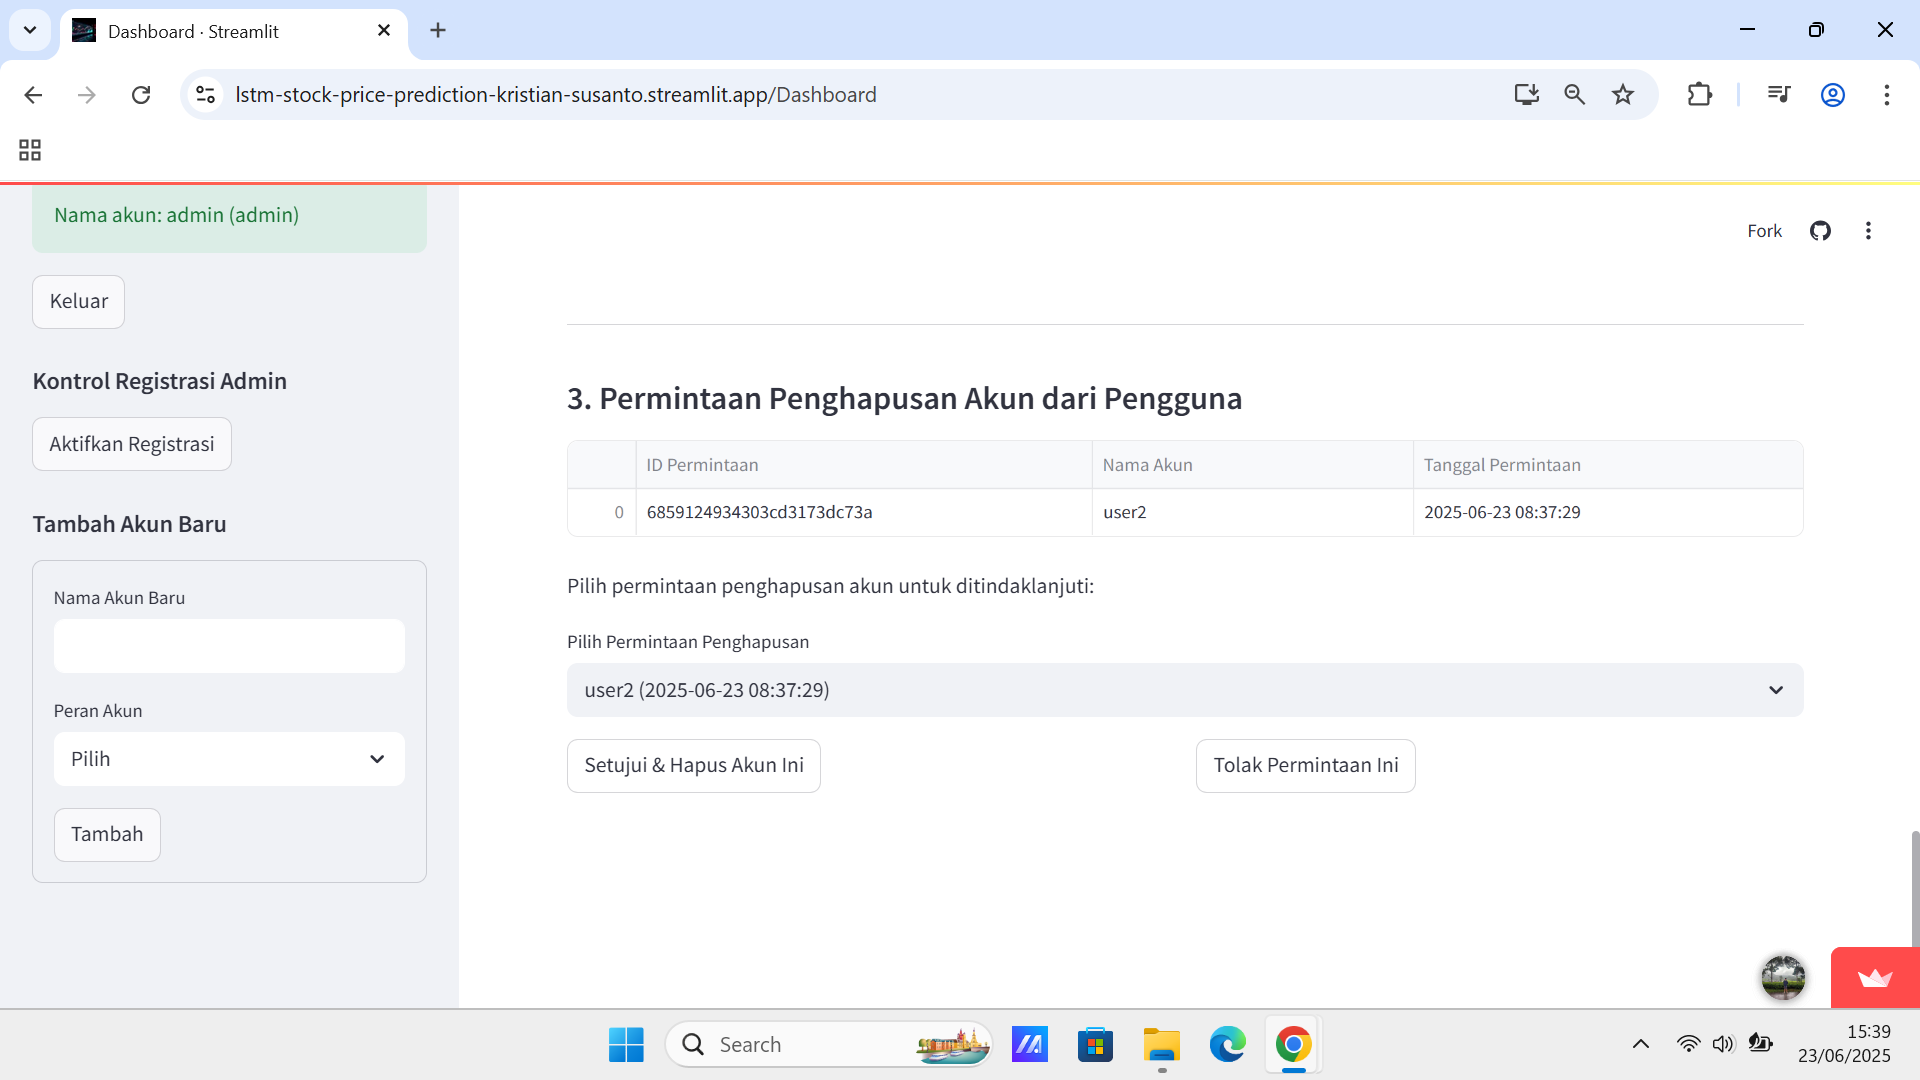 Dashboard · Streamlit
lstm-stock-price-prediction-kristian-susanto.streamlit.app/Dashboard
Nama akun: admin (admin)
Keluar
Kontrol Registrasi Admin
Aktifkan Registrasi
Tambah Akun Baru
Nama Akun Baru
Peran Akun
Pilih
Tambah
Fork
3. Permintaan Penghapusan Akun dari Pengguna
ID Permintaan Nama Akun Tanggal Permintaan
0 6859124934303cd3173dc73a user2 2025-06-23 08:37:29
Pilih permintaan penghapusan akun untuk ditindaklanjuti:
Pilih Permintaan Penghapusan
user2 (2025-06-23 08:37:29)
Setujui & Hapus Akun Ini Tolak Permintaan Ini
Search
15:39
23/06/2025